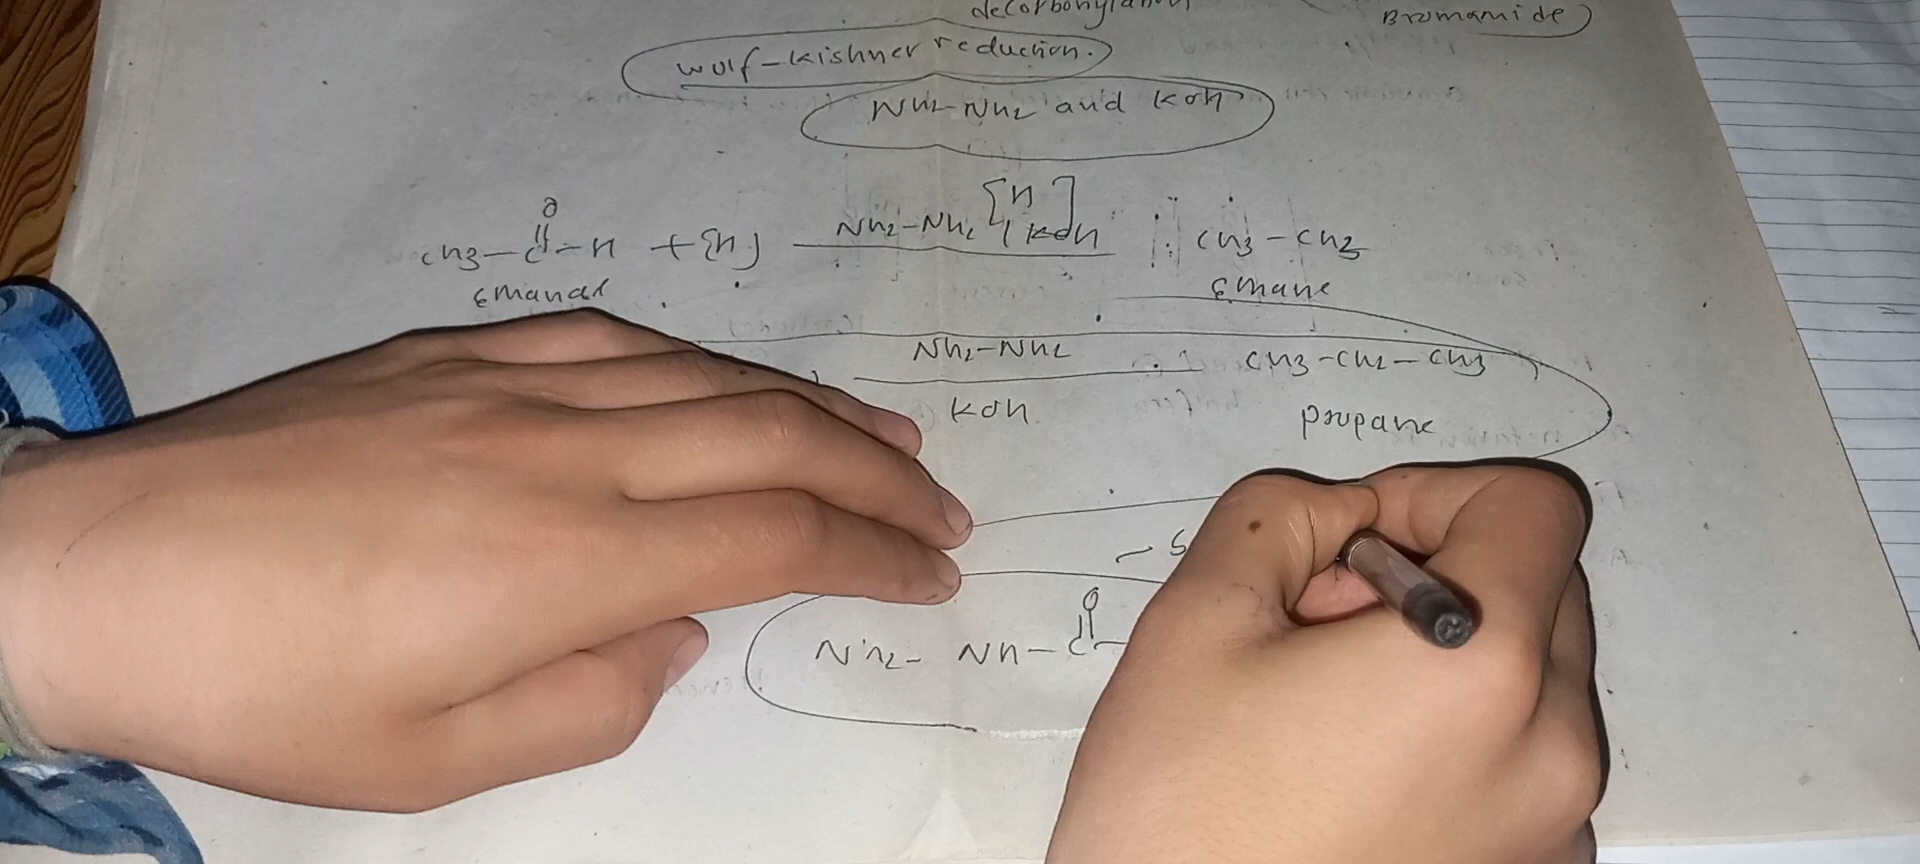 decarbonylation
Bromamide)
wolf-kishner reduction.
NH2-NH2 and KOH
O
CH3-C-H + [H] NH2-NH2 [H] KOH CH3-CH3
Ethanal Ethane
NH2-NH2 CH3-CH2-CH3
KOH propane
- S
O
NH2- NH-C-